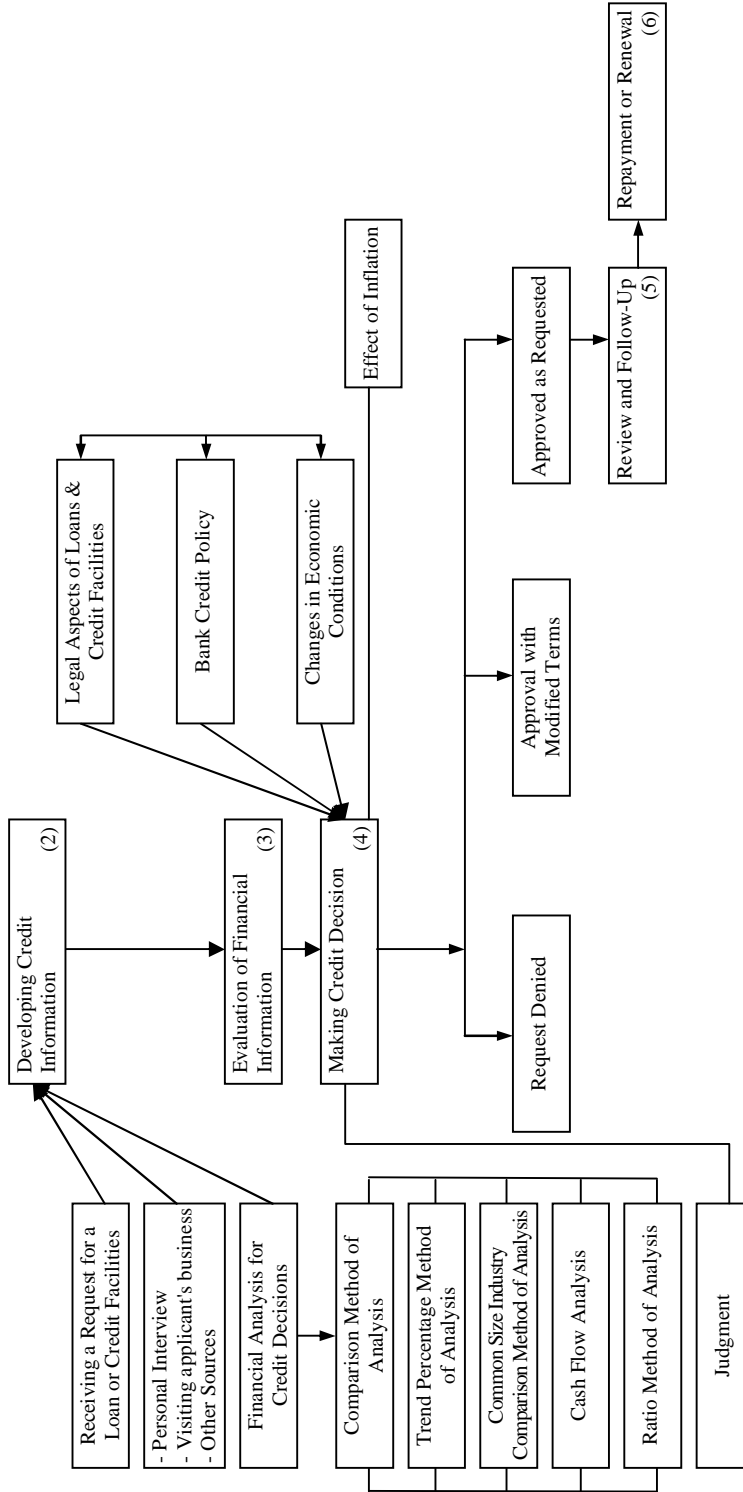 Receiving a Request for a
Loan or Credit Facilities
- Personal Interview
- Visiting applicant's business
- Other Sources
Financial Analysis for
Credit Decisions
Comparison Method of
Analysis
Trend Percentage Method
of Analysis
Common Size Industry
Comparison Method of Analysis
Cash Flow Analysis
Ratio Method of Analysis
Judgment
Developing Credit
Information
(2)
Evaluation of Financial
Information
(3)
Making Credit Decision
(4)
Request Denied
Legal Aspects of Loans &
Credit Facilities
Bank Credit Policy
Changes in Economic
Conditions
Approval with
Modified Terms
Effect of Inflation
Approved as Requested
Review and Follow-Up
(5)
Repayment or Renewal
(6)